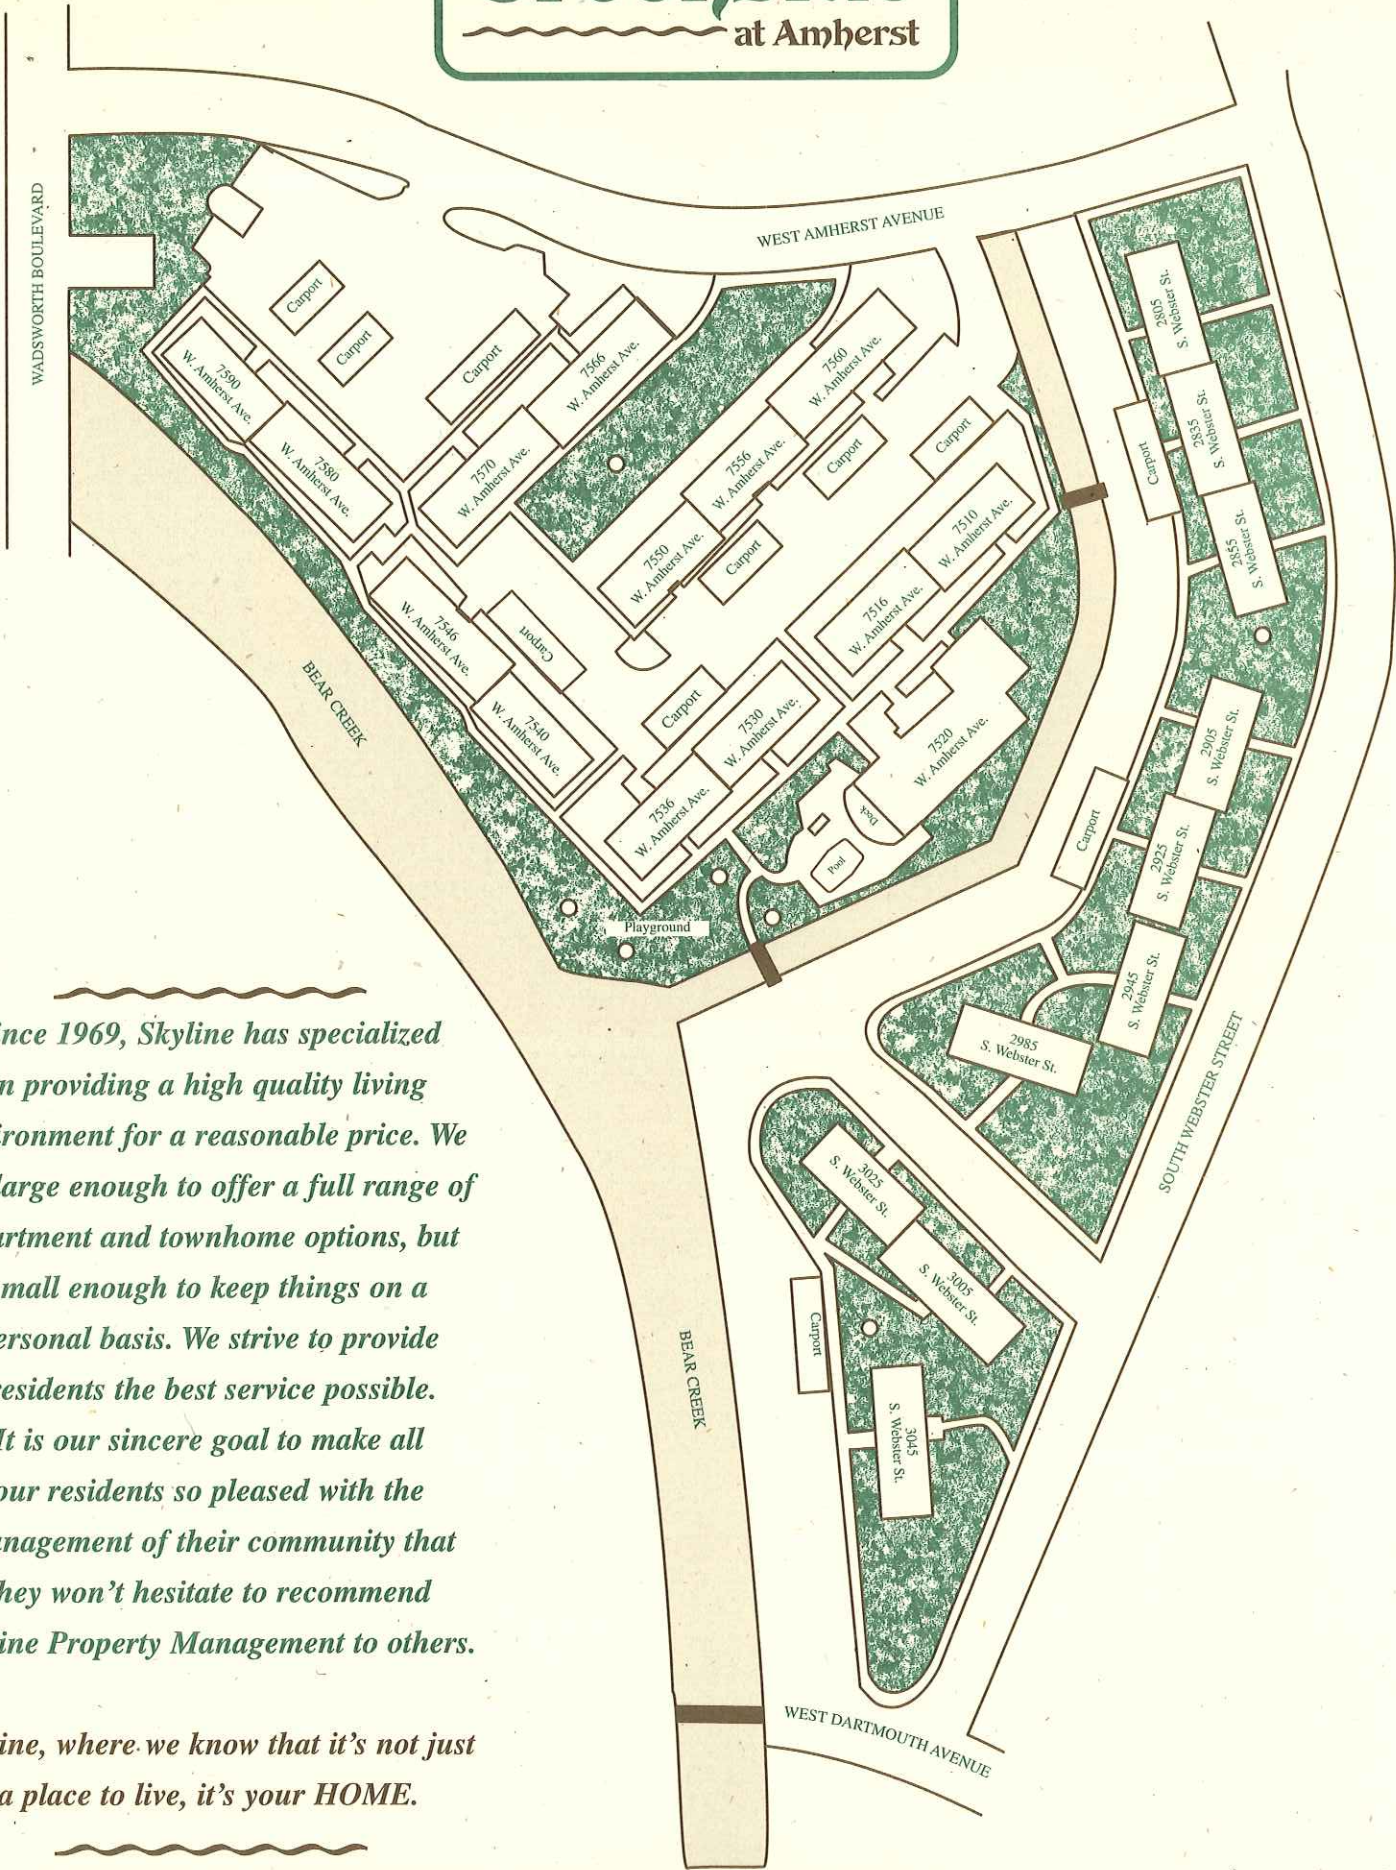 at Amherst
WADSWORTH BOULEVARD
WEST AMHERST AVENUE
Carport
Carport
Carport
7590
W. Amherst Ave.
7580
W. Amherst Ave.
7566
W. Amherst Ave.
7570
W. Amherst Ave.
7560
W. Amherst Ave.
7556
W. Amherst Ave.
7550
W. Amherst Ave.
Carport
Carport
Carport
7510
W. Amherst Ave.
7516
W. Amherst Ave.
7546
W. Amherst Ave.
Carport
7540
W. Amherst Ave.
Carport
7530
W. Amherst Ave.
7536
W. Amherst Ave.
7520
W. Amherst Ave.
Deck
Pool
Playground
BEAR CREEK
2805
S. Webster St.
2835
S. Webster St.
2855
S. Webster St.
Carport
2905
S. Webster St.
2925
S. Webster St.
2945
S. Webster St.
Carport
2985
S. Webster St.
SOUTH WEBSTER STREET
3025
S. Webster St.
3005
S. Webster St.
Carport
3045
S. Webster St.
BEAR CREEK
WEST DARTMOUTH AVENUE
ince 1969, Skyline has specialized
n providing a high quality living
ironment for a reasonable price. We
large enough to offer a full range of
artment and townhome options, but
mall enough to keep things on a
ersonal basis. We strive to provide
residents the best service possible.
It is our sincere goal to make all
our residents so pleased with the
nagement of their community that
hey won't hesitate to recommend
ine Property Management to others.
ine, where we know that it's not just
a place to live, it's your HOME.